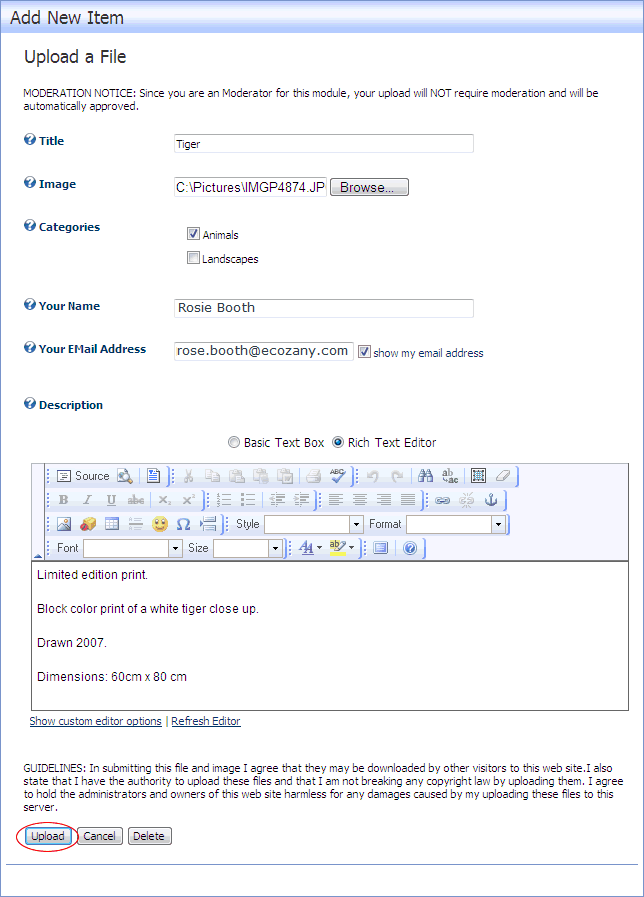 Add New Item
Upload a File
MODERATION NOTICE: Since you are an Moderator for this module, your upload will NOT require moderation and will be
automatically approved.
Title
Tiger
Image
C:\Pictures\IMGP4874.JP
Browse...
Categories
Animals
Landscapes
Your Name
Rosie Booth
Your EMail Address
rose.booth@ecozany.com
show my email address
Description
Basic Text Box
Rich Text Editor
Source
ABC
ab
ac
B I U abc x₂ x²
Ω
Style
Format
Font
Size
A
ab
Limited edition print.
Block color print of a white tiger close up.
Drawn 2007.
Dimensions: 60cm x 80 cm
Show custom editor options | Refresh Editor
GUIDELINES: In submitting this file and image I agree that they may be downloaded by other visitors to this web site.I also
state that I have the authority to upload these files and that I am not breaking any copyright law by uploading them. I agree
to hold the administrators and owners of this web site harmless for any damages caused by my uploading these files to this
server.
Upload
Cancel
Delete